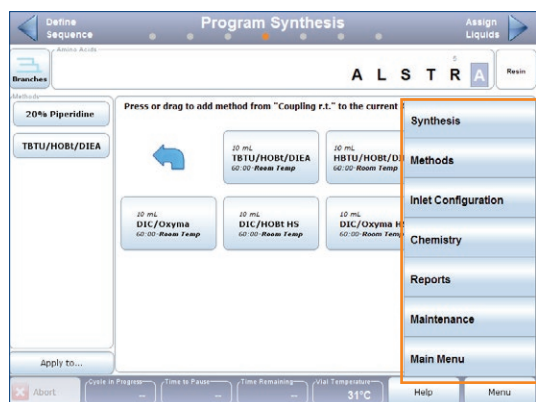 Define
Sequence
Program Synthesis
Assign
Liquids
Amino Acids
Branches
5
A L S T R A
Resin
Methods
20% Piperidine
TBTU/HOBt/DIEA
Press or drag to add method from "Coupling r.t." to the current
10 mL
TBTU/HOBt/DIEA
60:00-Room Temp
10 mL
HBTU/HOBt/DI
60:00-Room Temp
10 mL
DIC/Oxyma
60:00-Room Temp
10 mL
DIC/HOBt HS
60:00-Room Temp
10 mL
DIC/Oxyma H
60:00-Room Temp
Synthesis
Methods
Inlet Configuration
Chemistry
Reports
Maintenance
Main Menu
Apply to...
Abort
Cycle in Progress
--
Time to Pause
--
Time Remaining
--
Vial Temperature
31°C
Help
Menu